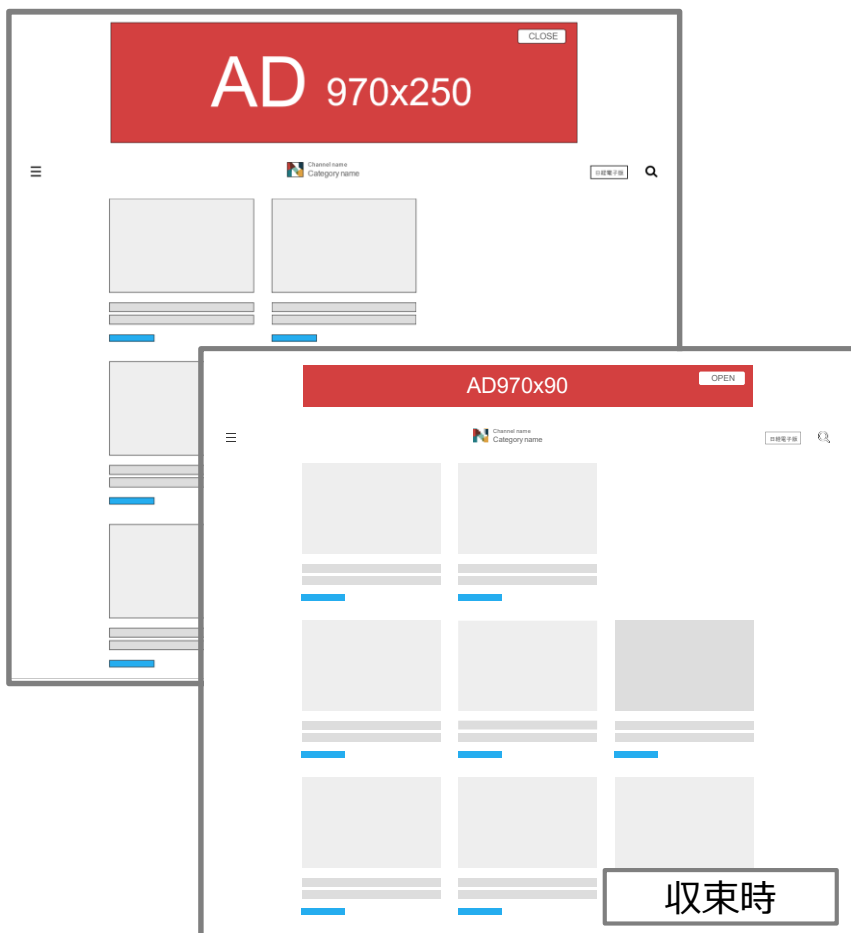 CLOSE
AD 970x250
Channel name
Category name
日経電子版
AD970x90
OPEN
Channel name
Category name
日経電子版
収束時